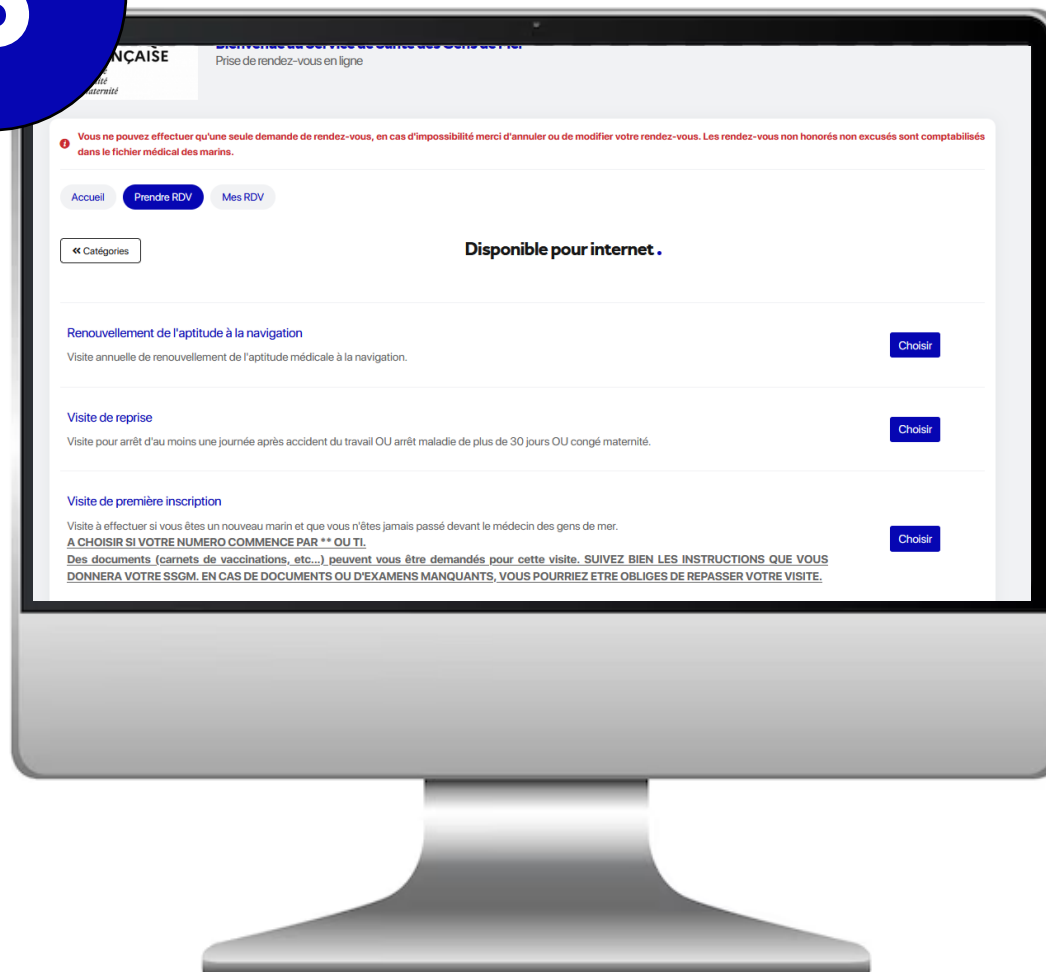 Prise de rendez-vous en ligne
Vous ne pouvez effectuer qu'une seule demande de rendez-vous, en cas d'impossibilité merci d'annuler ou de modifier votre rendez-vous. Les rendez-vous non honorés non excusés sont comptabilisés
dans le fichier médical des marins.
Accueil Prendre RDV Mes RDV
« Catégories
Disponible pour internet.
Renouvellement de l'aptitude à la navigation
Visite annuelle de renouvellement de l'aptitude médicale à la navigation.
Choisir
Visite de reprise
Visite pour arrêt d'au moins une journée après accident du travail OU arrêt maladie de plus de 30 jours OU congé maternité.
Choisir
Visite de première inscription
Visite à effectuer si vous êtes un nouveau marin et que vous n'êtes jamais passé devant le médecin des gens de mer.
A CHOISIR SI VOTRE NUMERO COMMENCE PAR ** OU TI.
Des documents (carnets de vaccinations, etc...) peuvent vous être demandés pour cette visite. SUIVEZ BIEN LES INSTRUCTIONS QUE VOUS
DONNERA VOTRE SSGM. EN CAS DE DOCUMENTS OU D'EXAMENS MANQUANTS, VOUS POURRIEZ ETRE OBLIGES DE REPASSER VOTRE VISITE.
Choisir